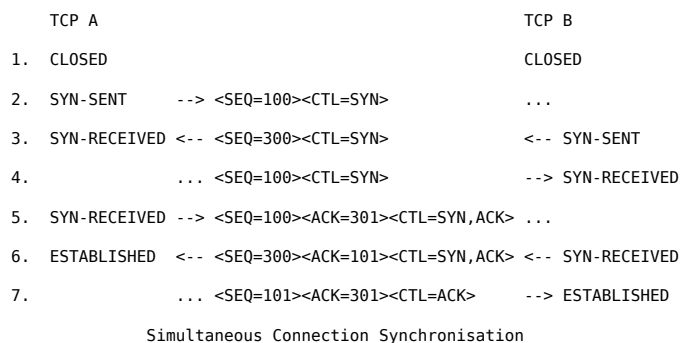 TCP A TCP B
1. CLOSED CLOSED
2. SYN-SENT --> <SEQ=100><CTL=SYN> ...
3. SYN-RECEIVED <-- <SEQ=300><CTL=SYN> <-- SYN-SENT
4. ... <SEQ=100><CTL=SYN> --> SYN-RECEIVED
5. SYN-RECEIVED --> <SEQ=100><ACK=301><CTL=SYN,ACK> ...
6. ESTABLISHED <-- <SEQ=300><ACK=101><CTL=SYN,ACK> <-- SYN-RECEIVED
7. ... <SEQ=101><ACK=301><CTL=ACK> --> ESTABLISHED
Simultaneous Connection Synchronisation